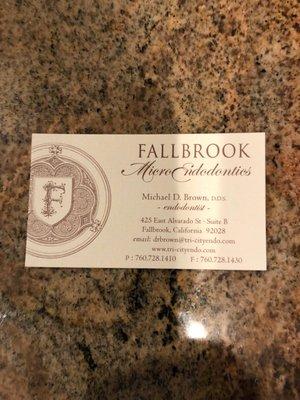 F
FALLBROOK
MicroEndodontics
Michael D. Brown, D.D.S.
- endodontist -
425 East Alvarado St - Suite B
Fallbrook, California 92028
email: drbrown@tri-cityendo.com
www.tri-cityendo.com
P : 760.728.1410 F : 760.728.1430